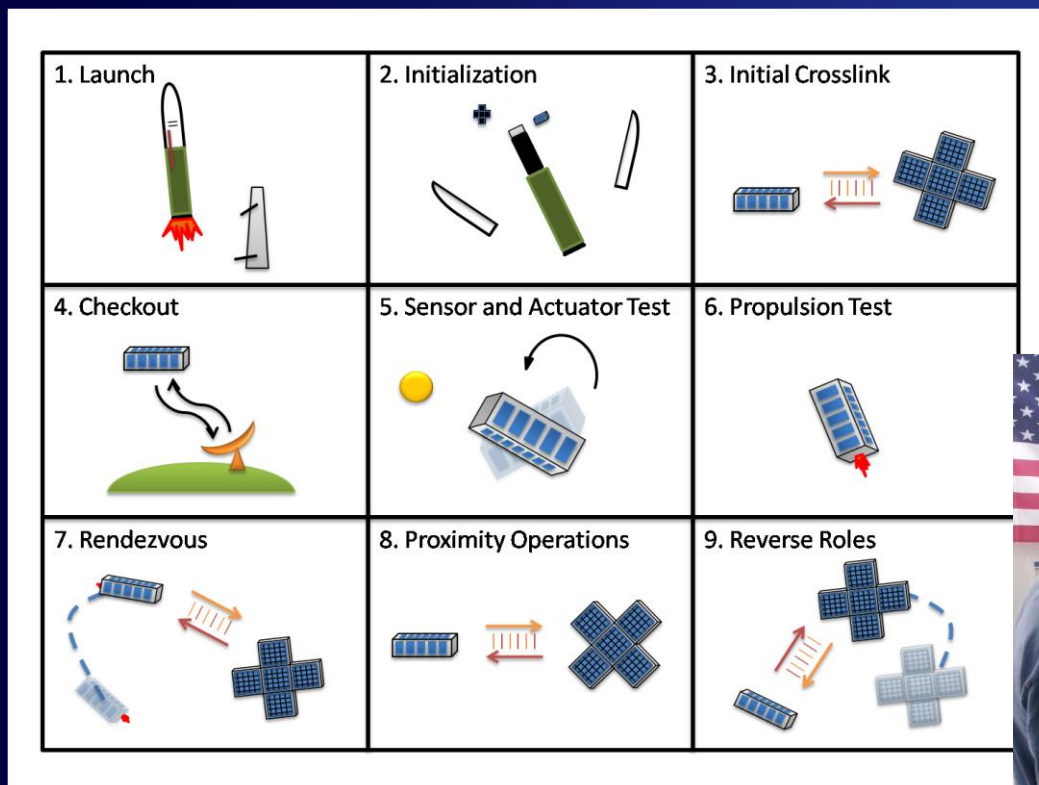 1. Launch
2. Initialization
3. Initial Crosslink
4. Checkout
5. Sensor and Actuator Test
6. Propulsion Test
7. Rendezvous
8. Proximity Operations
9. Reverse Roles